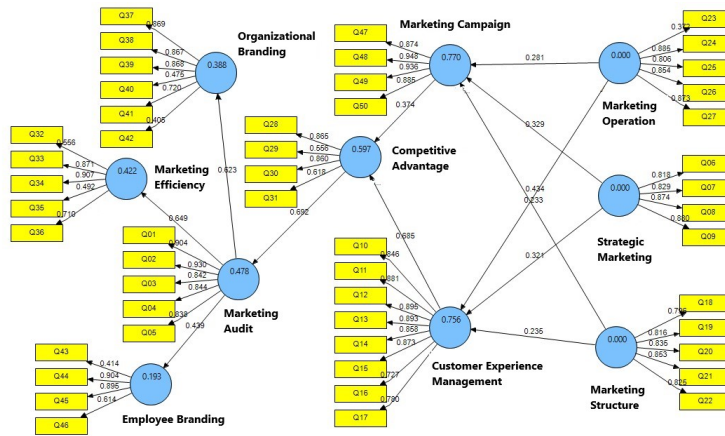 Q37
0.869
Q38
0.867
Q39
0.868
Q40
0.475
Q41
0.720
Q42
0.405
Organizational
Branding
0.388
Q32
0.556
Q33
0.871
Q34
0.907
Q35
0.492
Q36
0.710
0.422
Marketing
Efficiency
0.623
0.649
Q01
0.904
Q02
0.930
Q03
0.842
Q04
0.844
Q05
0.838
0.478
Marketing
Audit
0.439
Q43
0.414
Q44
0.904
Q45
0.895
Q46
0.614
0.193
Employee Branding
Marketing Campaign
Q47
0.874
Q48
0.948
Q49
0.936
Q50
0.885
0.770
0.374
Q28
0.865
Q29
0.556
Q30
0.860
Q31
0.618
0.597
Competitive
Advantage
0.692
0.685
Q10
0.846
Q11
0.881
Q12
0.895
Q13
0.893
Q14
0.858
Q15
0.873
Q16
0.727
Q17
0.780
0.756
Customer Experience
Management
0.281
0.329
0.434
0.233
0.321
0.235
0.000
Marketing
Operation
Q23
0.373
Q24
0.885
Q25
0.806
Q26
0.854
Q27
0.873
0.000
Strategic
Marketing
Q06
0.818
Q07
0.829
Q08
0.874
Q09
0.880
0.000
Marketing
Structure
Q18
Q19
0.816
Q20
0.835
Q21
0.853
Q22
0.825